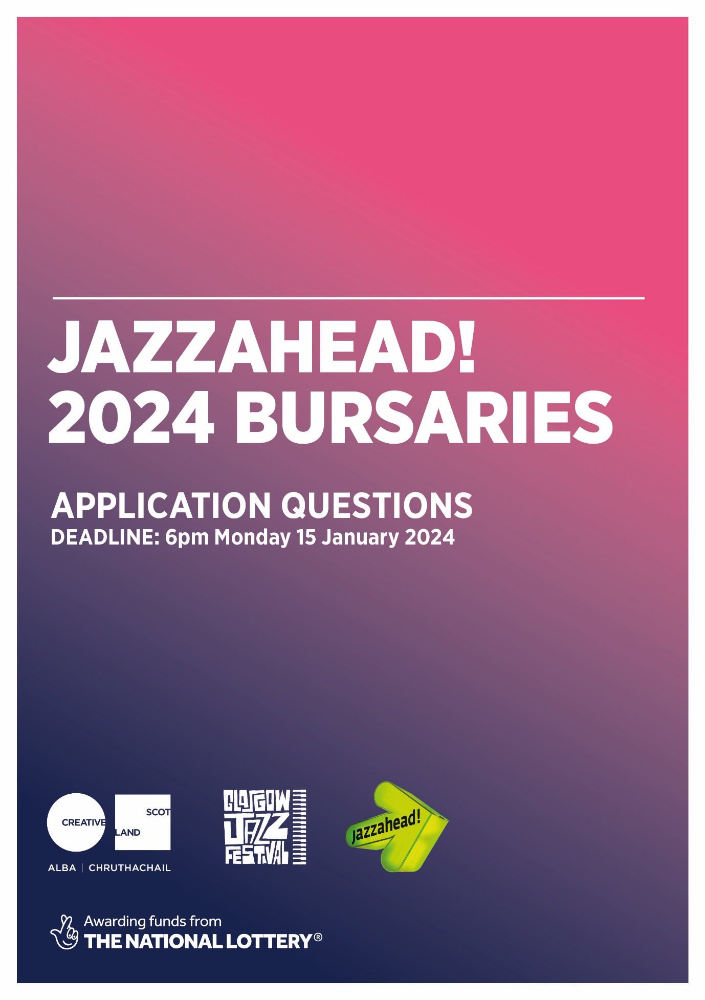 JAZZAHEAD!
2024 BURSARIES
APPLICATION QUESTIONS
DEADLINE: 6pm Monday 15 January 2024
CREATIVE
SCOT
LAND
ALBA | CHRUTHACHAIL
GLASGOW
JAZZ
FESTIVAL
jazzahead!
Awarding funds from
THE NATIONAL LOTTERY®